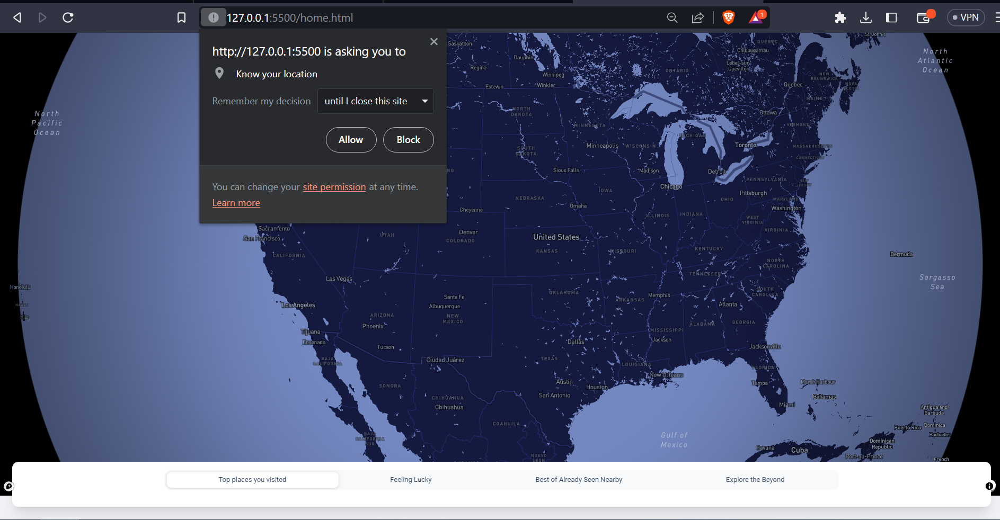 127.0.0.1:5500/home.html
1
VPN
http://127.0.0.1:5500 is asking you to
Know your location
Remember my decision
until I close this site
Allow
Block
You can change your site permission at any time.
Learn more
St. John's
Saskatoon
QUÉBEC
Chibougamau
North
Atlantic
Ocean
Dauphin
Regina
Lebel-sur-
Quévillon
Winnipeg
ONTARIO
NEW
BRUNSWICK
NOVA
SCOTIA
Estevan
Winkler
Quebec
MAINE
North
Pacific
Ocean
NORTH
DAKOTA
Ottawa
MINNESOTA
VERMONT
MICHIGAN
Minneapolis
WISCONSIN
Toronto
MASSACHUSETTS
SOUTH
DAKOTA
CONNECTICUT
NG
Sioux Falls
Madison
Detroit
Chicago
PENNSYLVANIA
NEW
JERSEY
IOWA
Pittsburgh
NEBRASKA
OHIO
MARYLAND
Omaha
Washington
Cheyenne
ILLINOIS
INDIANA
WEST
VIRGINIA
Sacramento
San Francisco
UTAH
Denver
COLORADO
United States
VIRGINIA
KANSAS
MISSOURI
KENTUCKY
CALIFORNIA
Bermuda
NORTH
CAROLINA
Las Vegas
TENNESSEE
Sargasso
Sea
Honolulu
HAWAII
Hilo
Los Angeles
Santa Fe
Albuquerque
OKLAHOMA
Memphis
ARKANSAS
SOUTH
CAROLINA
Atlanta
ARIZONA
NEW
MEXICO
Phoenix
ALABAMA
GEORGIA
Tijuana
MISSISSIPPI
Ensenada
Tucson
Dallas
Jackson
Jacksonville
BAJA
CALIFORNIA
Ciudad Juárez
TEXAS
LOUISIANA
FLORIDA
New Orleans
SONORA
Austin
Houston
Tampa
Marsh Harbour
San Antonio
CHIHUAHUA
Chihuahua
Bahamas
Miami
Antigua and
Barbuda
COAHUILA
Puerto Rico
Dominica
BAJA
CALIFORNIA
SUR
Gulf of
Mexico
Barbados
Dominican
Republic
Havana
Cuba
NUEVO
LEÓN
Port-au-Prince
French
Top places you visited
Feeling Lucky
Best of Already Seen Nearby
Explore the Beyond